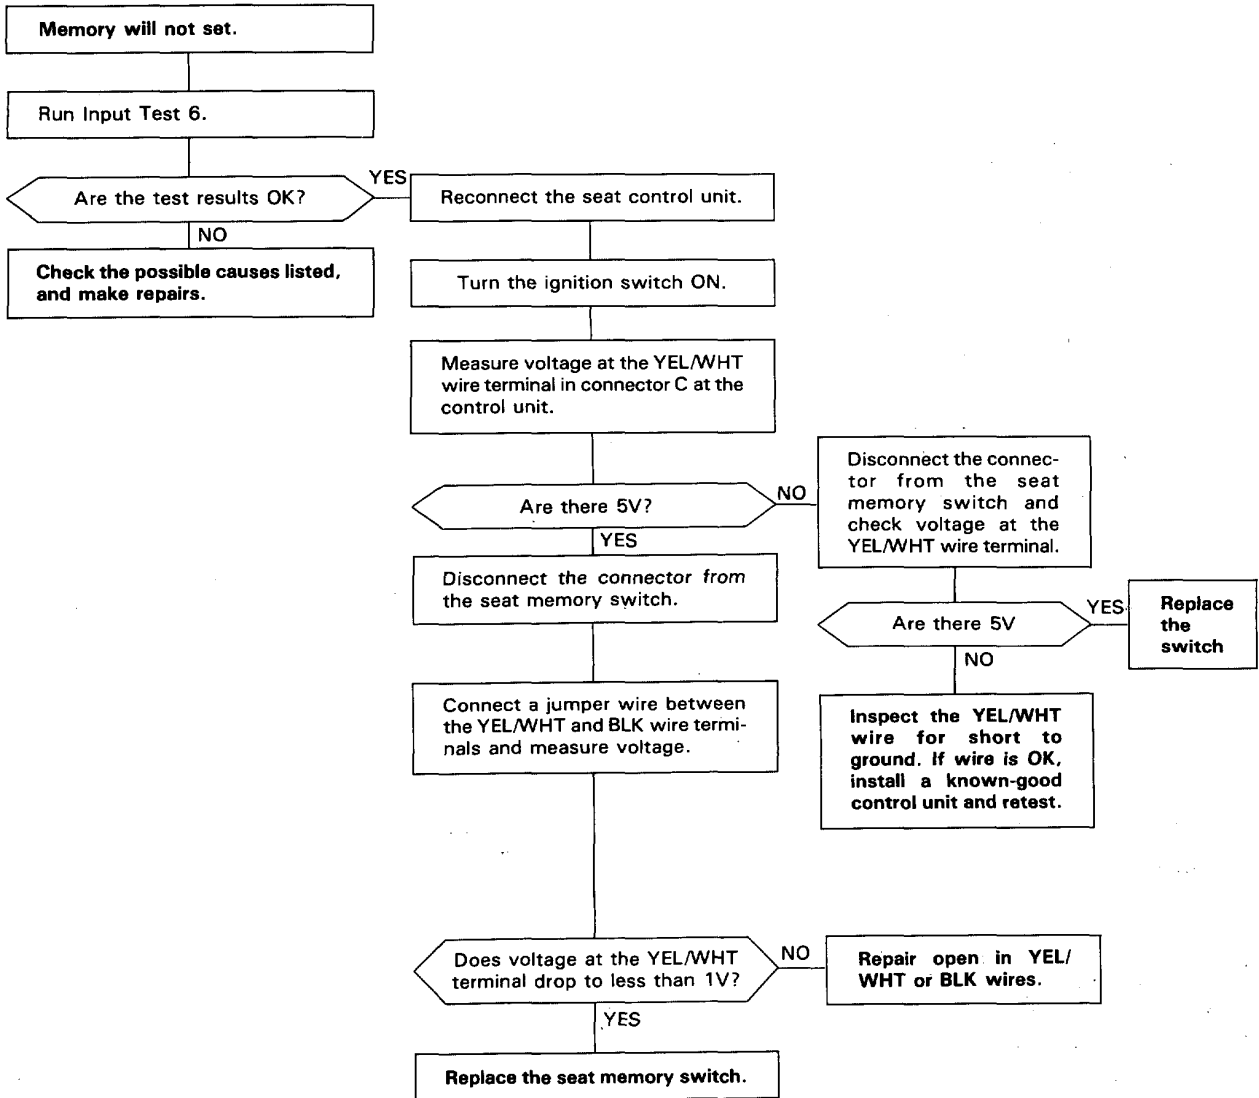 Memory will not set.
Run Input Test 6.
Are the test results OK?
YES
NO
Check the possible causes listed,
and make repairs.
Reconnect the seat control unit.
Turn the ignition switch ON.
Measure voltage at the YEL/WHT
wire terminal in connector C at the
control unit.
Are there 5V?
NO
YES
Disconnect the connec-
tor from the seat
memory switch and
check voltage at the
YEL/WHT wire terminal.
Are there 5V
YES
Replace
the
switch
NO
Inspect the YEL/WHT
wire for short to
ground. If wire is OK,
install a known-good
control unit and retest.
Disconnect the connector from
the seat memory switch.
Connect a jumper wire between
the YEL/WHT and BLK wire termi-
nals and measure voltage.
Does voltage at the YEL/WHT
terminal drop to less than 1V?
NO
Repair open in YEL/
WHT or BLK wires.
YES
Replace the seat memory switch.